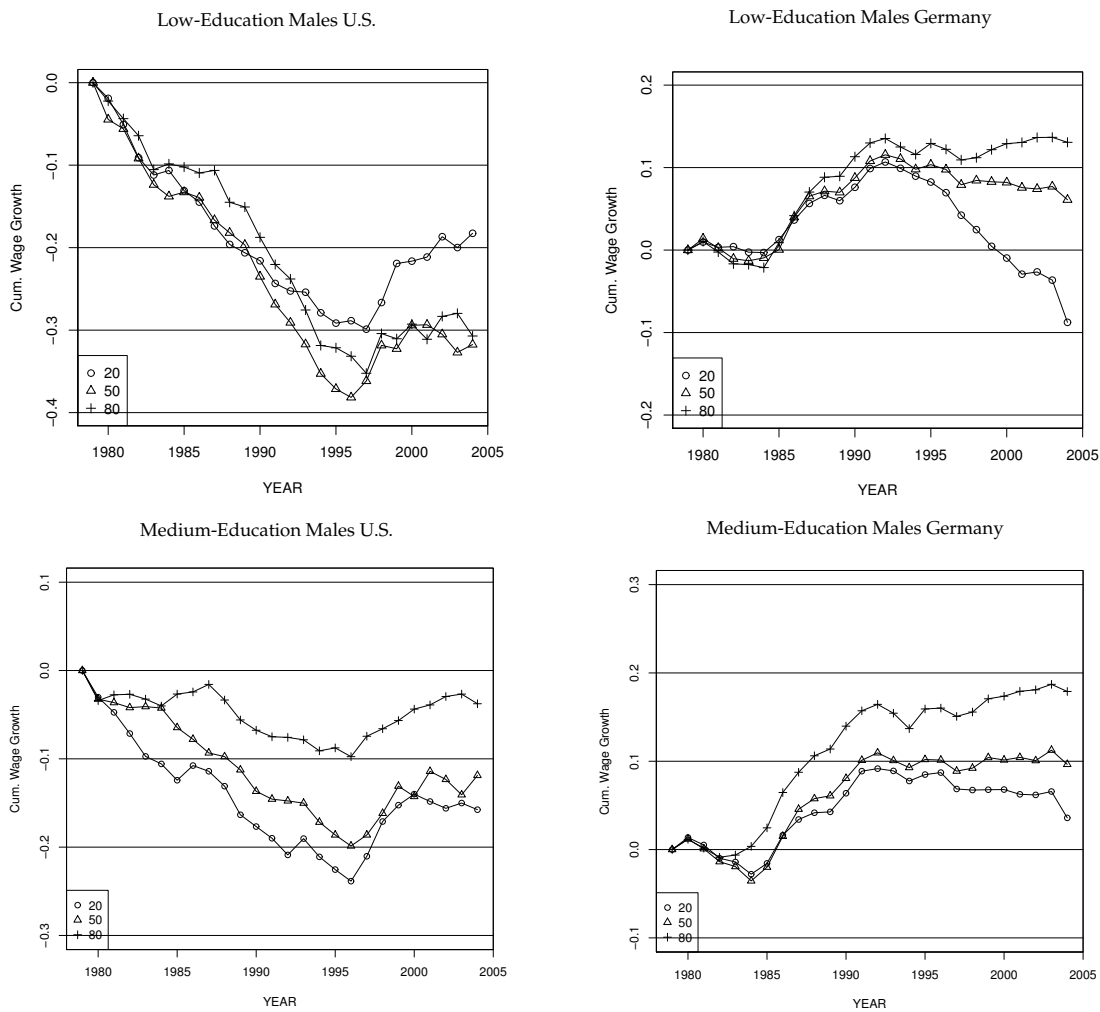 Low-Education Males U.S.
Cum. Wage Growth
0.0
−0.1
−0.2
−0.3
−0.4
20
50
80
1980 1985 1990 1995 2000 2005
YEAR
Low-Education Males Germany
Cum. Wage Growth
0.2
0.1
0.0
−0.1
−0.2
20
50
80
1980 1985 1990 1995 2000 2005
YEAR
Medium-Education Males U.S.
Cum. Wage Growth
0.1
0.0
−0.1
−0.2
−0.3
20
50
80
1980 1985 1990 1995 2000 2005
YEAR
Medium-Education Males Germany
Cum. Wage Growth
0.3
0.2
0.1
0.0
−0.1
20
50
80
1980 1985 1990 1995 2000 2005
YEAR